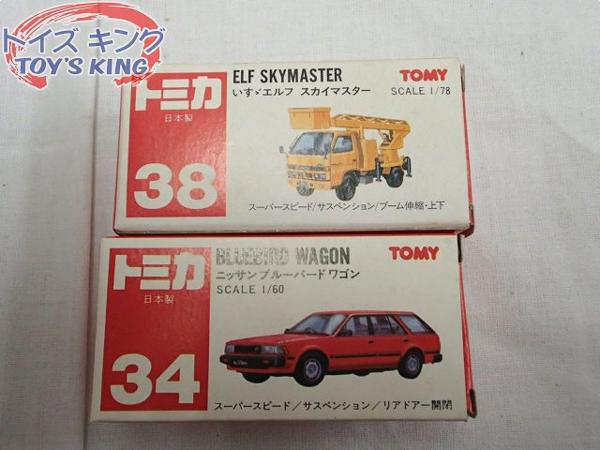 トイズ キング
TOY'S KING
トミカ
日本製
38
ELF SKYMASTER
いすゞエルフ スカイマスター
TOMY
SCALE 1/78
スーパースピード/サスペンション/ブーム伸縮・上下
トミカ
日本製
34
BLUEBIRD WAGON
ニッサンブルーバードワゴン
SCALE 1/60
TOMY
スーパースピード/サスペンション/リアドアー開閉